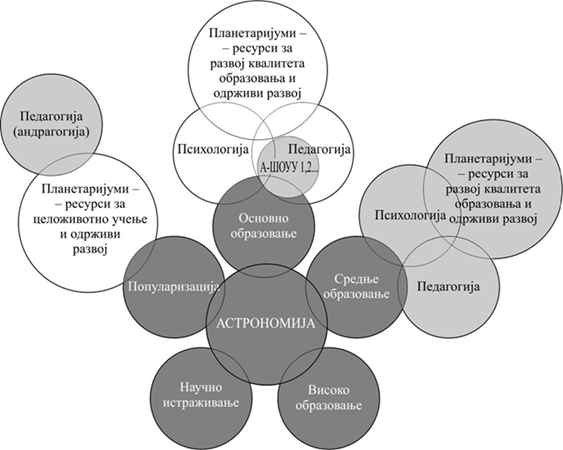 Планетаријуми –
– ресурси за
развој квалитета
образовања и
одрживи развој
Психологија
Педагогија
А-ШОУУ 1,2...
Основно
образовање
Педагогија
(андрагогија)
Планетаријуми –
– ресурси за
целоживотно учење
и одрживи
развој
Популаризација
Планетаријуми –
– ресурси за
развој квалитета
образовања и
одрживи развој
Психологија
Педагогија
Средње
образовање
АСТРОНОМИЈА
Научно
истраживање
Високо
образовање